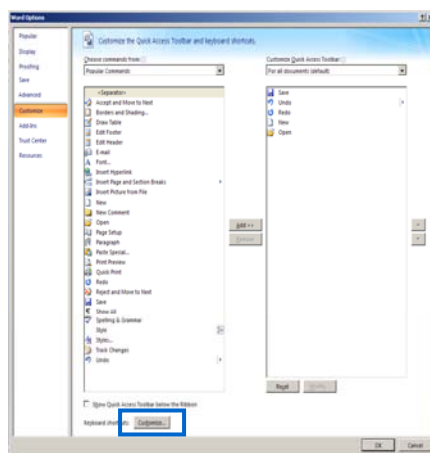 Word Options
Popular
Display
Proofing
Save
Advanced
Customize
Add-Ins
Trust Center
Resources
Customize the Quick Access Toolbar and keyboard shortcuts.
Choose commands from:
Popular Commands
<Separator>
Accept and Move to Next
Borders and Shading...
Draw Table
Edit Footer
Edit Header
E-mail
Font...
Insert Hyperlink
Insert Page and Section Breaks
Insert Picture from File
New
New Comment
Open
Page Setup
Paragraph
Paste Special...
Print Preview
Quick Print
Redo
Reject and Move to Next
Save
Show All
Spelling & Grammar
Style
Styles...
Track Changes
Undo
Add >>
Remove
Customize Quick Access Toolbar:
For all documents (default)
Save
Undo
Redo
New
Open
Reset
Modify...
Show Quick Access Toolbar below the Ribbon
Keyboard shortcuts: Customize...
OK
Cancel